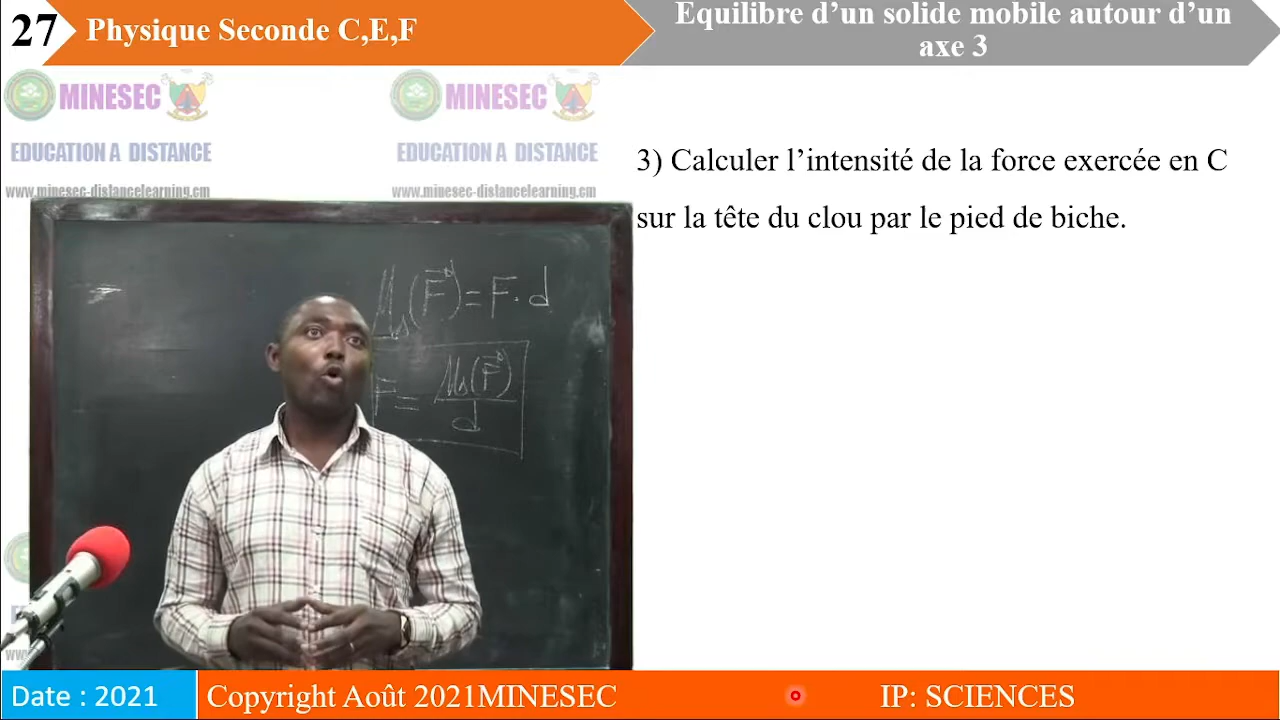 27
Physique Seconde C,E,F
Equilibre d’un solide mobile autour d’un
axe 3
MINESEC
MINESEC
EDUCATION A DISTANCE
EDUCATION A DISTANCE
www.minesec-distancelearning.cm
www.minesec-distancelearning.cm
3) Calculer l’intensité de la force exercée en C
sur la tête du clou par le pied de biche.
(F) = F. d
F = (F)
d
Date : 2021
Copyright Août 2021MINESEC
IP: SCIENCES